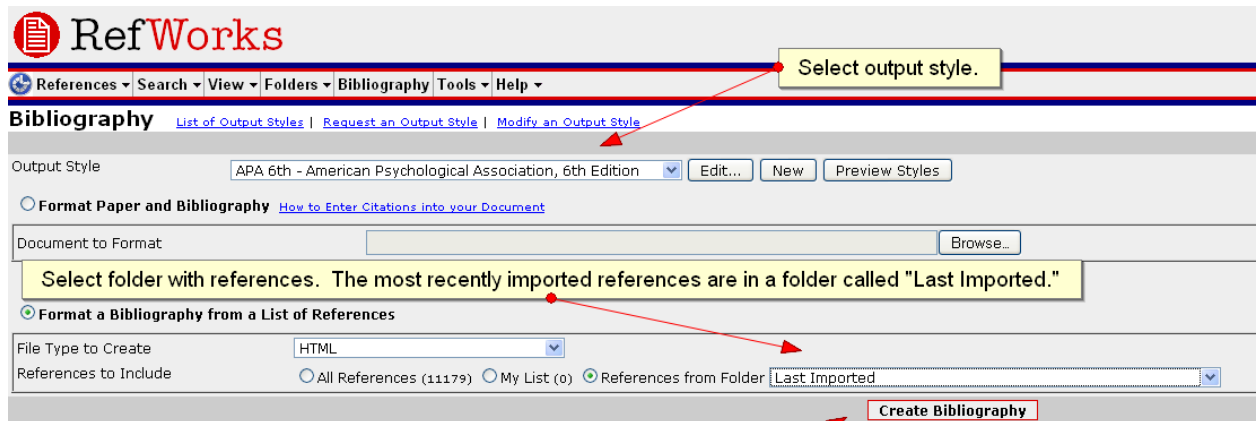 RefWorks
Select output style.
References Search View Folders Bibliography Tools Help
Bibliography List of Output Styles | Request an Output Style | Modify an Output Style
Output Style APA 6th - American Psychological Association, 6th Edition Edit... New Preview Styles
Format Paper and Bibliography How to Enter Citations into your Document
Document to Format Browse...
Select folder with references. The most recently imported references are in a folder called "Last Imported."
Format a Bibliography from a List of References
File Type to Create HTML
References to Include All References (11179) My List (0) References from Folder Last Imported
Create Bibliography